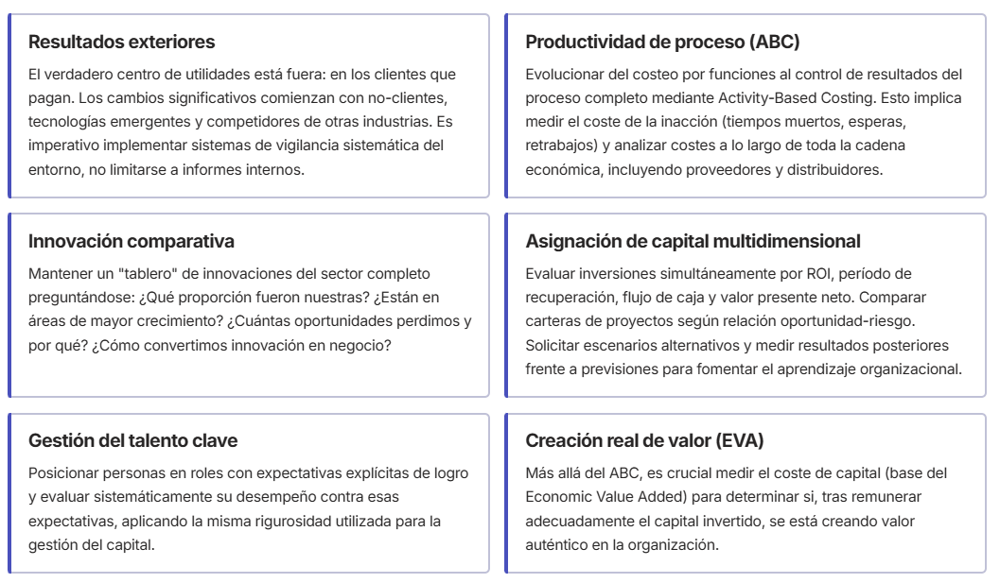 Resultados exteriores
El verdadero centro de utilidades está fuera: en los clientes que
pagan. Los cambios significativos comienzan con no-clientes,
tecnologías emergentes y competidores de otras industrias. Es
imperativo implementar sistemas de vigilancia sistemática del
entorno, no limitarse a informes internos.
Productividad de proceso (ABC)
Evolucionar del costeo por funciones al control de resultados del
proceso completo mediante Activity-Based Costing. Esto implica
medir el coste de la inacción (tiempos muertos, esperas,
retrabajos) y analizar costes a lo largo de toda la cadena
económica, incluyendo proveedores y distribuidores.
Innovación comparativa
Mantener un "tablero" de innovaciones del sector completo
preguntándose: ¿Qué proporción fueron nuestras? ¿Están en
áreas de mayor crecimiento? ¿Cuántas oportunidades perdimos y
por qué? ¿Cómo convertimos innovación en negocio?
Asignación de capital multidimensional
Evaluar inversiones simultáneamente por ROI, período de
recuperación, flujo de caja y valor presente neto. Comparar
carteras de proyectos según relación oportunidad-riesgo.
Solicitar escenarios alternativos y medir resultados posteriores
frente a previsiones para fomentar el aprendizaje organizacional.
Gestión del talento clave
Posicionar personas en roles con expectativas explícitas de logro
y evaluar sistemáticamente su desempeño contra esas
expectativas, aplicando la misma rigurosidad utilizada para la
gestión del capital.
Creación real de valor (EVA)
Más allá del ABC, es crucial medir el coste de capital (base del
Economic Value Added) para determinar si, tras remunerar
adecuadamente el capital invertido, se está creando valor
auténtico en la organización.